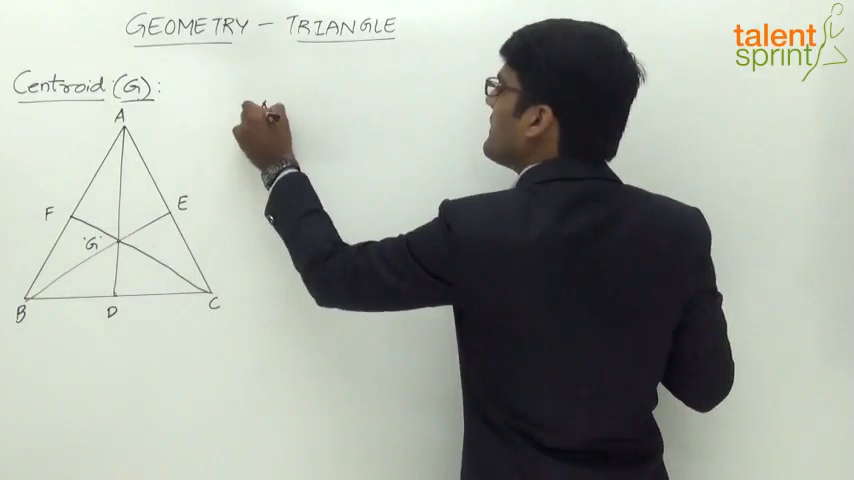 GEOMETRY - TRIANGLE
talent
sprint
Centroid (G):
A
F
E
'G'
B
D
C